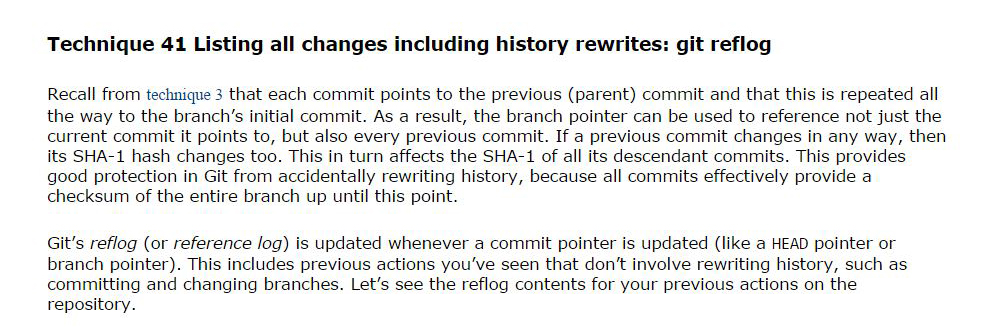 Technique 41 Listing all changes including history rewrites: git reflog
Recall from technique 3 that each commit points to the previous (parent) commit and that this is repeated all
the way to the branch’s initial commit. As a result, the branch pointer can be used to reference not just the
current commit it points to, but also every previous commit. If a previous commit changes in any way, then
its SHA-1 hash changes too. This in turn affects the SHA-1 of all its descendant commits. This provides
good protection in Git from accidentally rewriting history, because all commits effectively provide a
checksum of the entire branch up until this point.
Git’s reflog (or reference log) is updated whenever a commit pointer is updated (like a HEAD pointer or
branch pointer). This includes previous actions you’ve seen that don’t involve rewriting history, such as
committing and changing branches. Let’s see the reflog contents for your previous actions on the
repository.